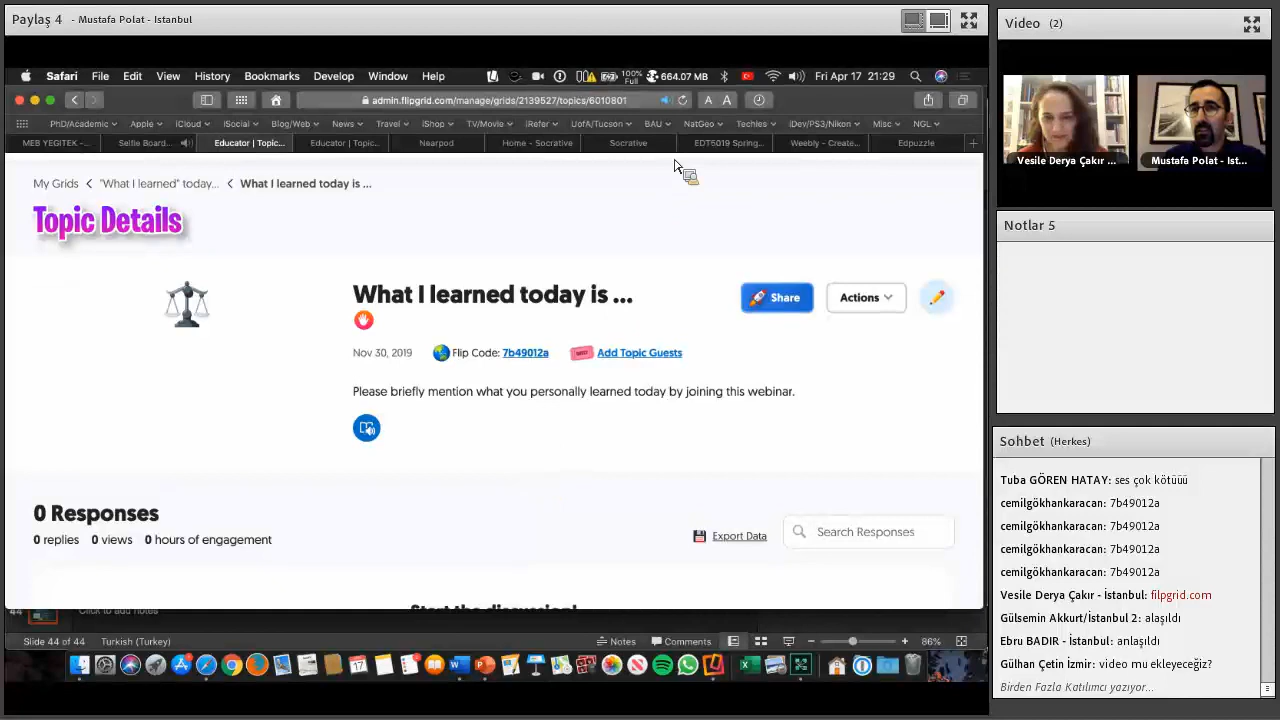 Paylaş 4 - Mustafa Polat - Istanbul
Safari File Edit View History Bookmarks Develop Window Help
100% Full 664.07 MB Fri Apr 17 21:29
admin.flipgrid.com/manage/grids/2139527/topics/6010801
A A
PhD/Academic Apple iCloud iSocial Blog/Web News Travel iShop TV/Movie iRefer UofA/Tucson BAU NatGeo Techies iDev/PS3/Nikon Misc NGL
MEB YEGITEK -... Selfie Board... Educator | Topic... Educator | Topic... Nearpod Home - Socrative Socrative EDT5019 Spring... Weebly - Create... Edpuzzle
My Grids "What I learned" today... What I learned today is ...
Topic Details
What I learned today is ...
Share
Actions
Nov 30, 2019 Flip Code: 7b49012a Add Topic Guests
Please briefly mention what you personally learned today by joining this webinar.
0 Responses
0 replies 0 views 0 hours of engagement
Export Data
Search Responses
Start the discussion!
44 Click to add notes
Slide 44 of 44 Turkish (Turkey) Notes Comments 86%
17
Video (2)
Vesile Derya Çakır ...
Mustafa Polat - Ist...
Notlar 5
Sohbet (Herkes)
Tuba GÖREN HATAY: ses çok kötüüü
cemilgökhankaracan: 7b49012a
cemilgökhankaracan: 7b49012a
cemilgökhankaracan: 7b49012a
cemilgökhankaracan: 7b49012a
Vesile Derya Çakır - İstanbul: filpgrid.com
Gülsemin Akkurt/İstanbul 2: alaşıldı
Ebru BADIR - İstanbul: anlaşıldı
Gülhan Çetin İzmir: video mu ekleyeceğiz?
Birden Fazla Katılımcı yazıyor...